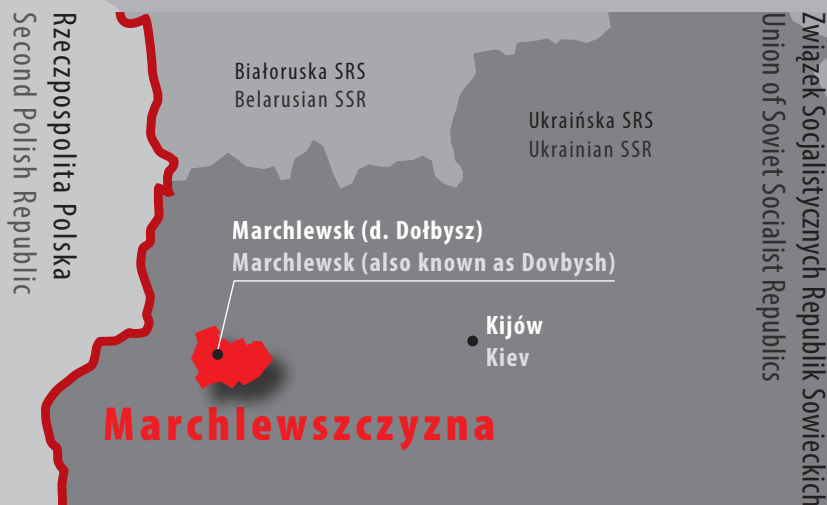 Rzeczpospolita Polska
Second Polish Republic
Białoruska SRS
Belarusian SSR
Ukraińska SRS
Ukrainian SSR
Związek Socjalistycznych Republik Sowieckich
Union of Soviet Socialist Republics
Marchlewsk (d. Dołbysz)
Marchlewsk (also known as Dovbysh)
Kijów
Kiev
Marchlewszczyzna